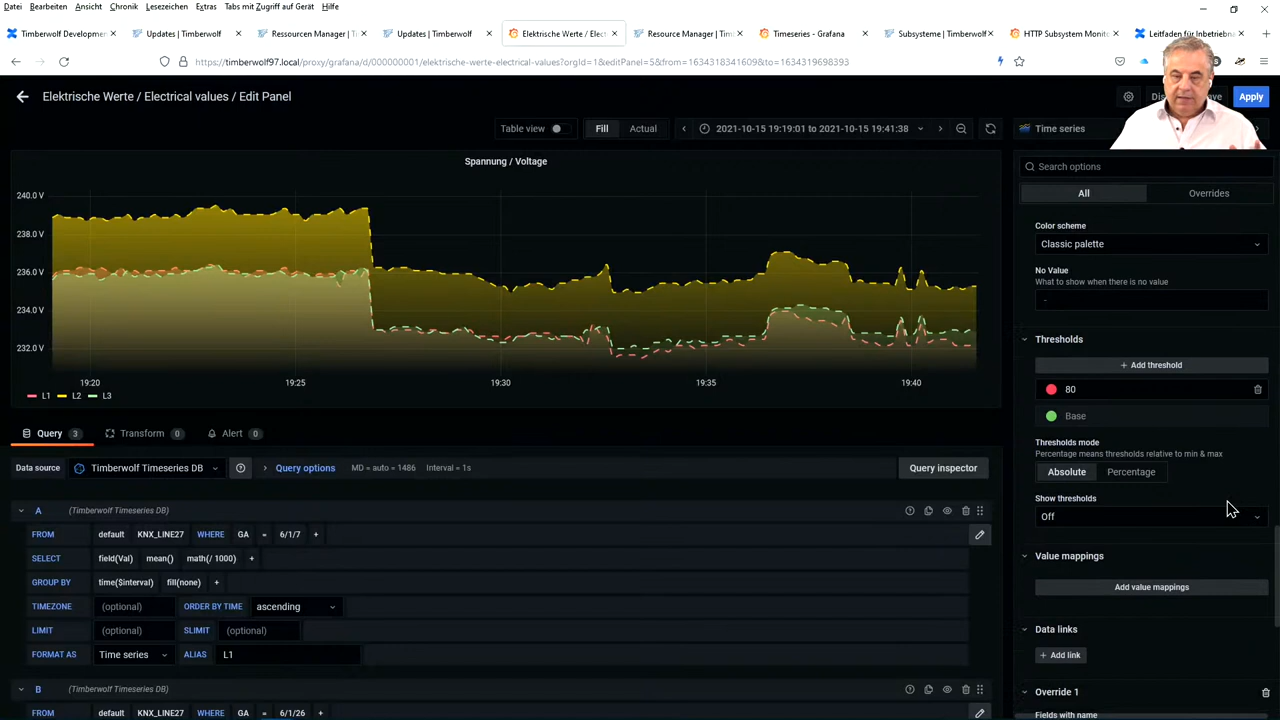 Datei Bearbeiten Ansicht Chronik Lesezeichen Extras Tabs mit Zugriff auf Gerät Hilfe
Timberwolf Developmen Updates | Timberwolf Ressourcen Manager | Ti Updates | Timberwolf Elektrische Werte / Elect Resource Manager | Tim Timeseries - Grafana Subsysteme | Timberwolf HTTP Subsystem Monito Leitfaden für Inbetriebna
https://timberwolf97.local/proxy/grafana/d/000000001/elektrische-werte-electrical-values?orgId=1&editPanel=5&from=1634318341609&to=1634319698393
Elektrische Werte / Electrical values / Edit Panel
Apply
Table view Fill Actual 2021-10-15 19:19:01 to 2021-10-15 19:41:38
Time series
Spannung / Voltage
240.0 V
238.0 V
236.0 V
234.0 V
232.0 V
19:20 19:25 19:30 19:35 19:40
L1 L2 L3
Query 3 Transform 0 Alert 0
Data source Timberwolf Timeseries DB Query options MD = auto = 1486 Interval = 1s Query inspector
A (Timberwolf Timeseries DB)
FROM default KNX_LINE27 WHERE GA = 6/1/7 +
SELECT field(Val) mean() math(/ 1000) +
GROUP BY time($interval) fill(none) +
TIMEZONE (optional) ORDER BY TIME ascending
LIMIT (optional) SLIMIT (optional)
FORMAT AS Time series ALIAS L1
B (Timberwolf Timeseries DB)
FROM default KNX_LINE27 WHERE GA = 6/1/26 +
Search options
All Overrides
Color scheme
Classic palette
No Value
What to show when there is no value
-
Thresholds
+ Add threshold
80
Base
Thresholds mode
Percentage means thresholds relative to min & max
Absolute Percentage
Show thresholds
Off
Value mappings
Add value mappings
Data links
+ Add link
Override 1
Fields with name